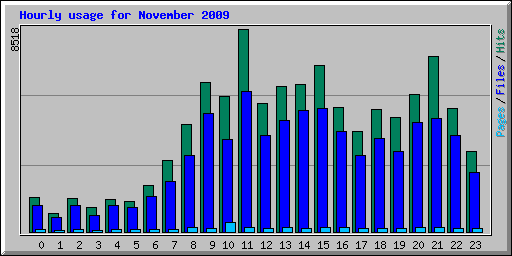 Hourly usage for November 2009
8518
Pages/Files/Hits
0 1 2 3 4 5 6 7 8 9 10 11 12 13 14 15 16 17 18 19 20 21 22 23